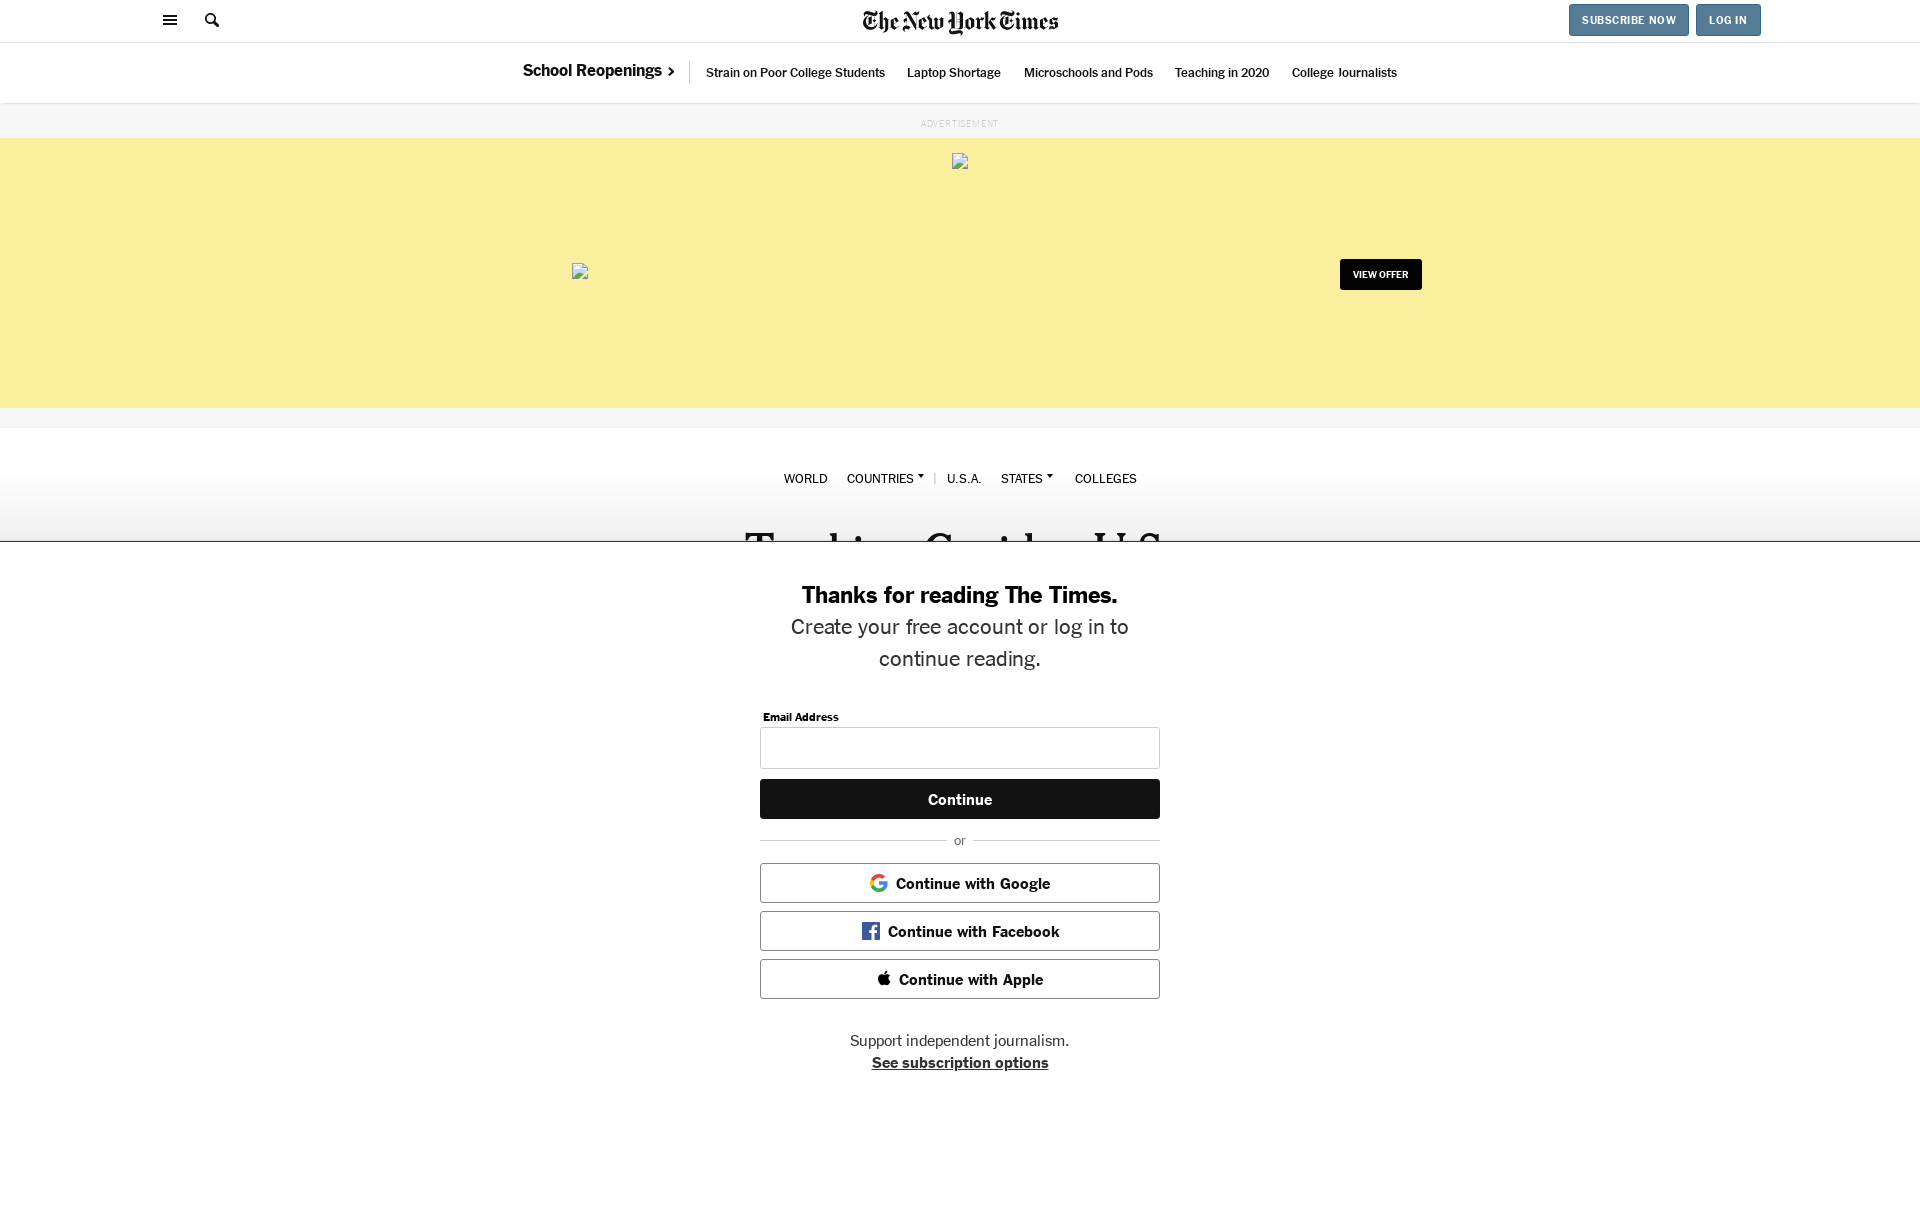 The New York Times
SUBSCRIBE NOW
LOG IN
School Reopenings
Strain on Poor College Students
Laptop Shortage
Microschools and Pods
Teaching in 2020
College Journalists
ADVERTISEMENT
VIEW OFFER
WORLD
COUNTRIES
U.S.A.
STATES
COLLEGES
Thanks for reading The Times.
Create your free account or log in to
continue reading.
Email Address
Continue
or
Continue with Google
Continue with Facebook
Continue with Apple
Support independent journalism.
See subscription options